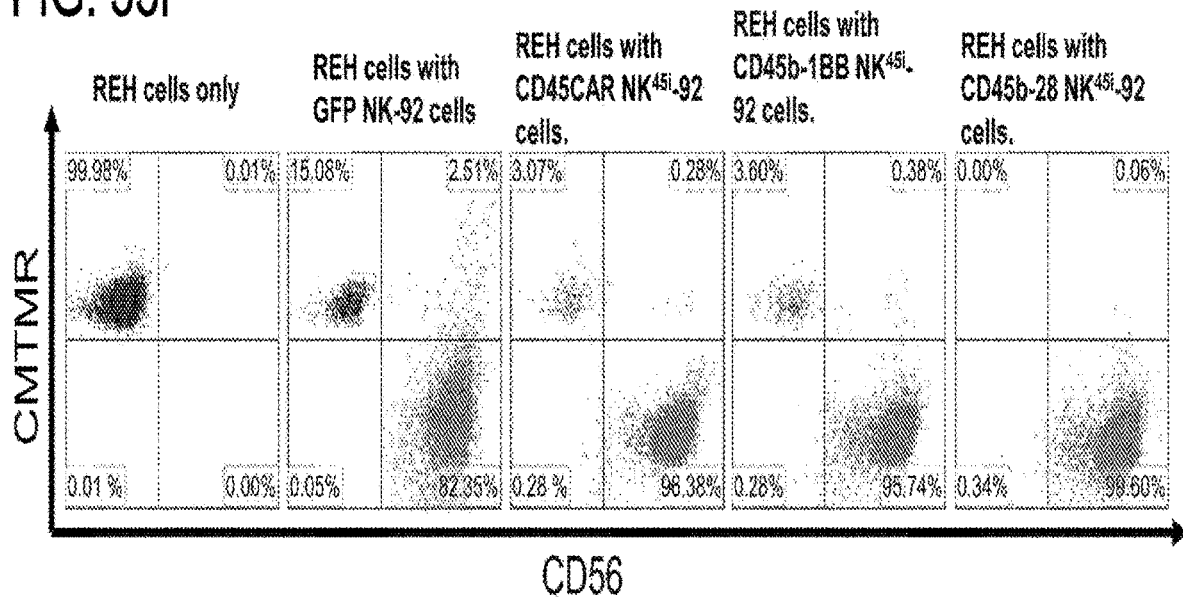 REH cells only
REH cells with
GFP NK-92 cells
REH cells with
CD45CAR NK45i-92
cells.
REH cells with
CD45b-1BB NK45i-
92 cells.
REH cells with
CD45b-28 NK45i-92
cells.
99.98% 0.01% 15.08% 2.51% 3.07% 0.28% 3.60% 0.38% 0.00% 0.06%
CMTMR
0.01 % 0.00% 0.05% 82.35% 0.28 % 96.38% 0.28% 95.74% 0.34% 99.60%
CD56